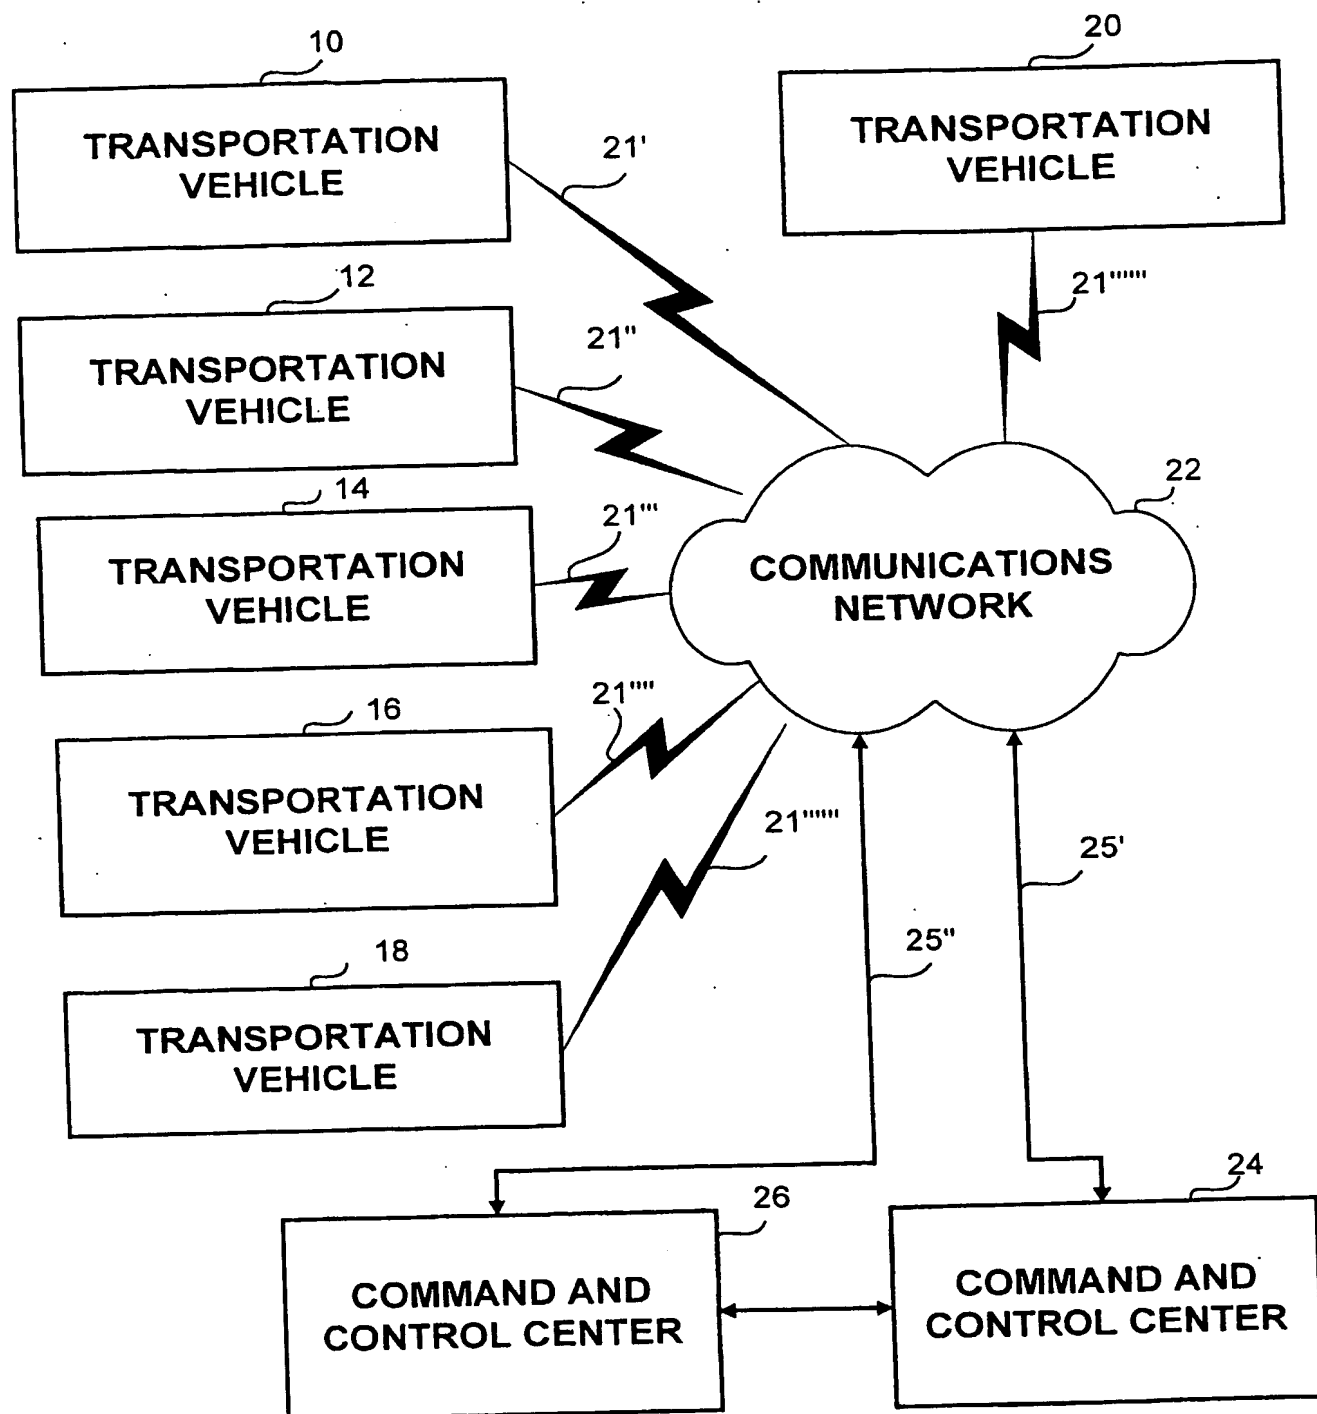 10
TRANSPORTATION
VEHICLE
20
TRANSPORTATION
VEHICLE
21'
21""""
12
TRANSPORTATION
VEHICLE
21"
14
TRANSPORTATION
VEHICLE
21'"
22
COMMUNICATIONS
NETWORK
16
TRANSPORTATION
VEHICLE
21""
21"""
18
TRANSPORTATION
VEHICLE
25"
25'
26
COMMAND AND
CONTROL CENTER
24
COMMAND AND
CONTROL CENTER